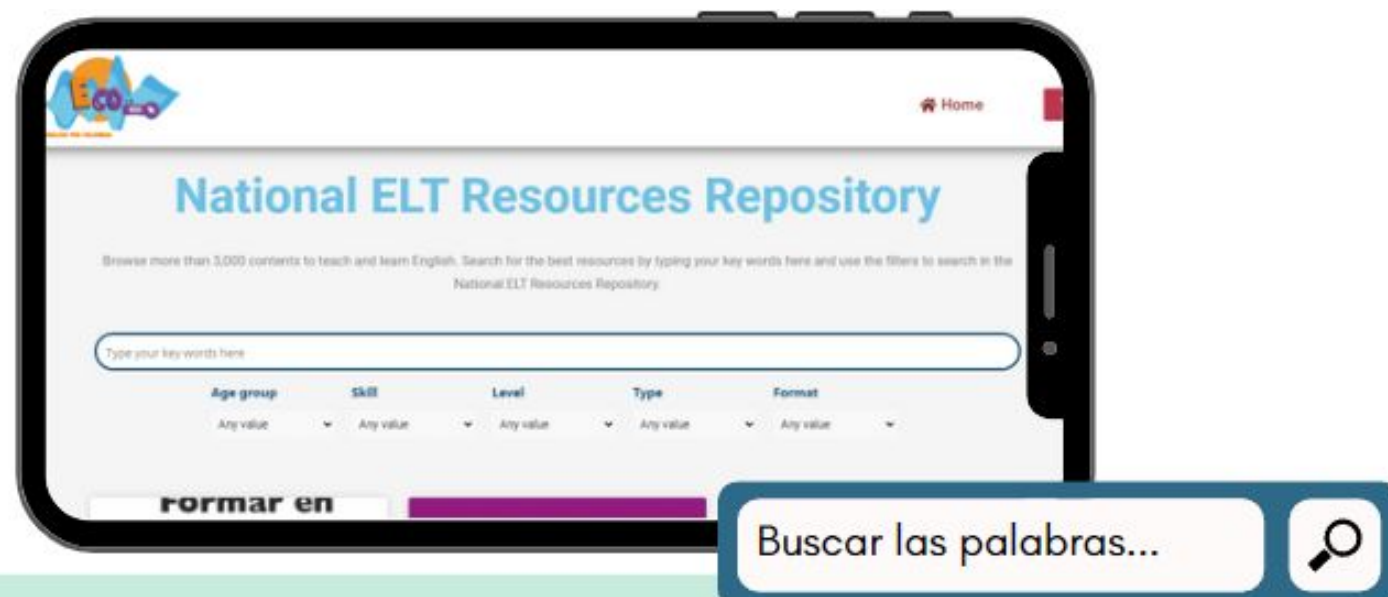 ECO
Home
National ELT Resources Repository
Browse more than 3,000 contents to teach and learn English. Search for the best resources by typing your key words here and use the filters to search in the
National ELT Resources Repository.
Type your key words here
Age group Skill Level Type Format
Any value Any value Any value Any value Any value
Formar en
Buscar las palabras...